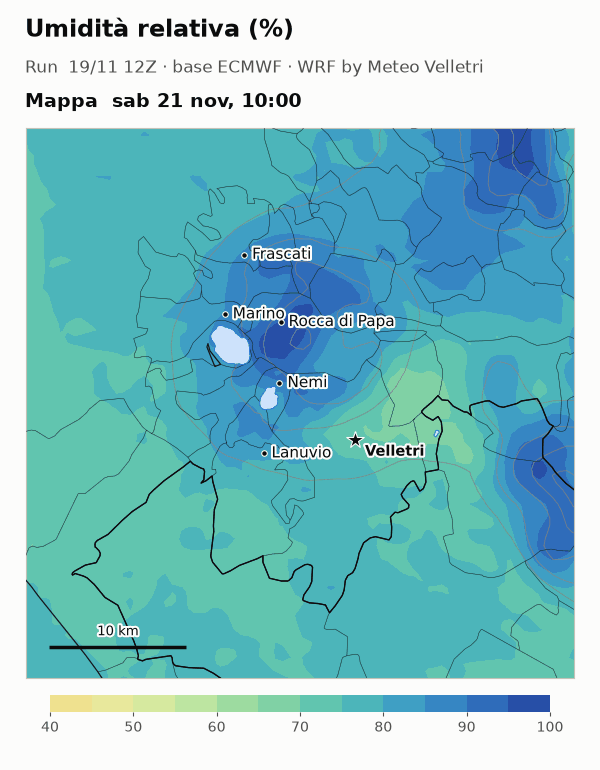 Umidità relativa (%)
Run  19/11 12Z · base ECMWF · WRF by Meteo Velletri
Mappa  sab 21 nov, 10:00
Frascati
Marino
Rocca di Papa
Nemi
Velletri
Lanuvio
10 km
40 50 60 70 80 90 100